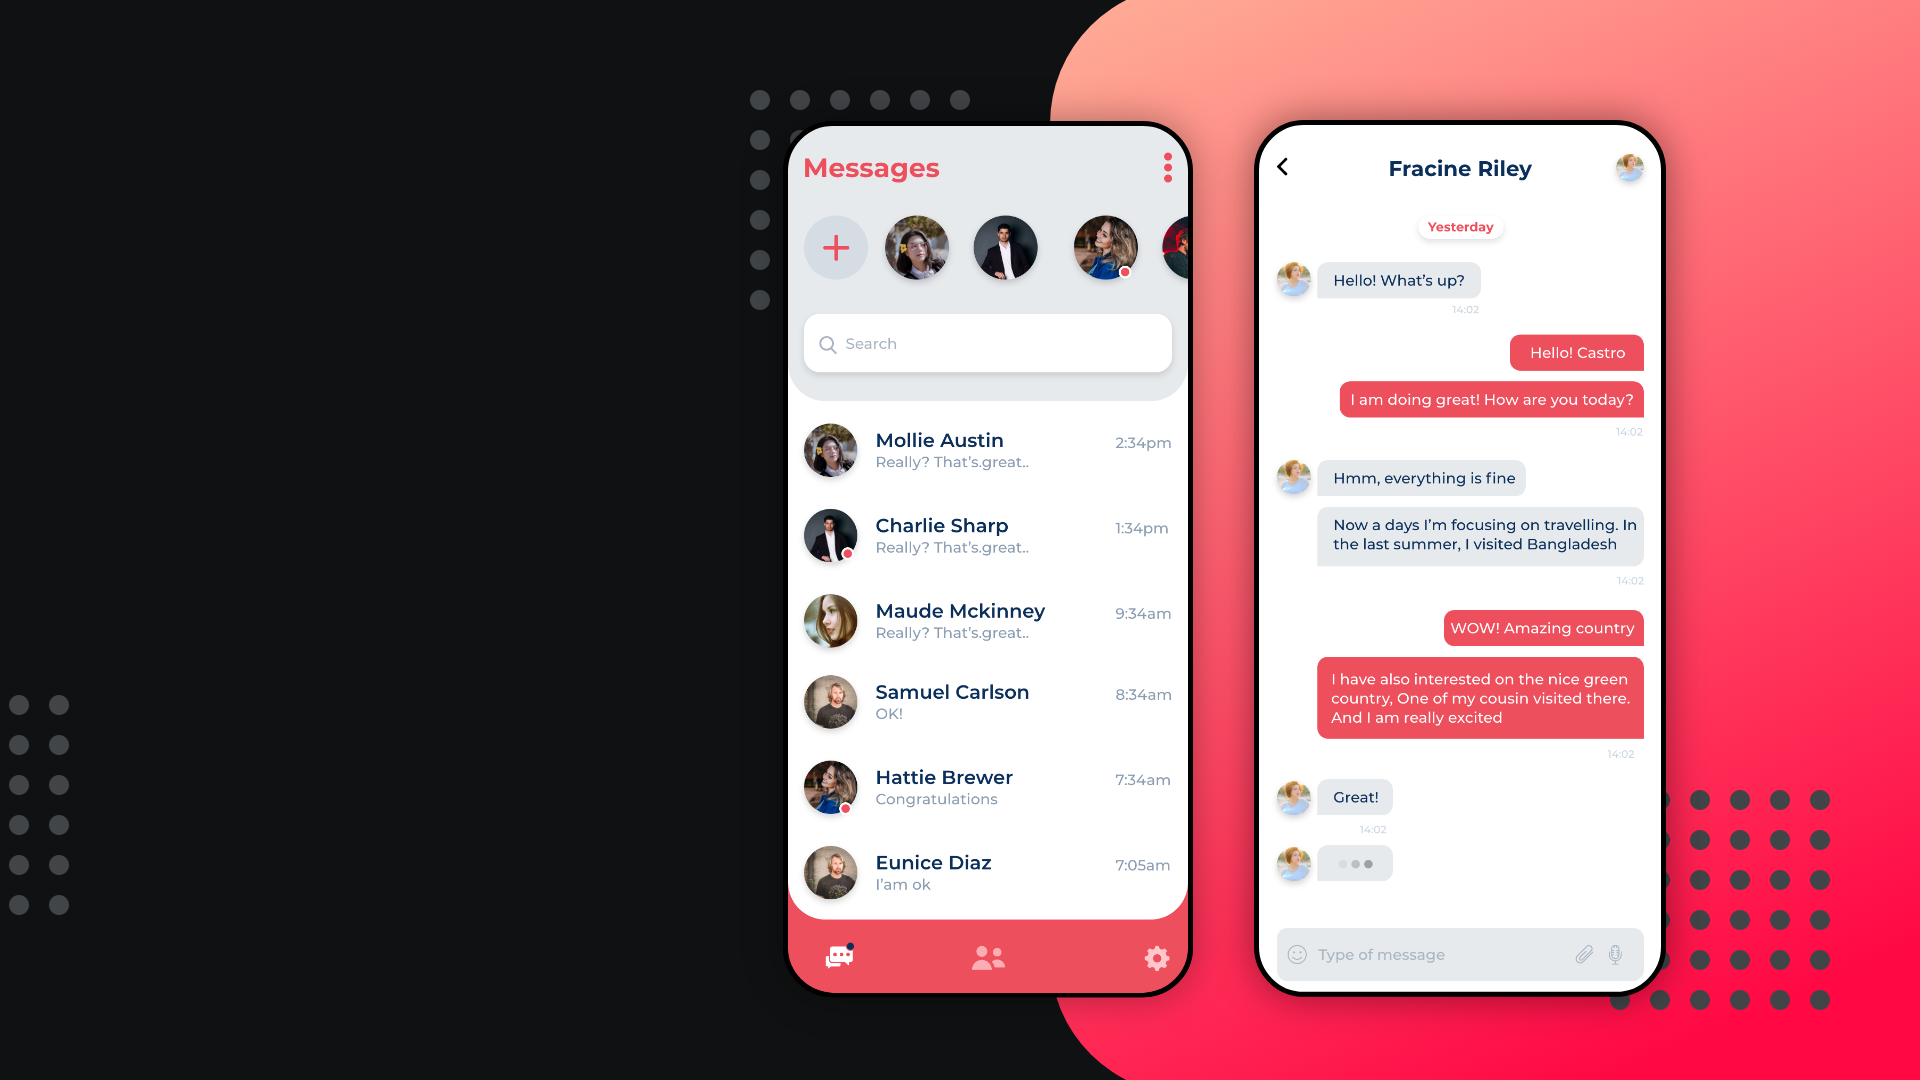 Messages
Search
Mollie Austin
2:34pm
Really? That's.great..
Charlie Sharp
1:34pm
Really? That's.great..
Maude Mckinney
9:34am
Really? That's.great..
Samuel Carlson
8:34am
OK!
Hattie Brewer
7:34am
Congratulations
Eunice Diaz
7:05am
I'am ok
Fracine Riley
Yesterday
Hello! What's up?
14:02
Hello! Castro
I am doing great! How are you today?
14:02
Hmm, everything is fine
Now a days I'm focusing on travelling. In
the last summer, I visited Bangladesh
14:02
WOW! Amazing country
I have also interested on the nice green
country, One of my cousin visited there.
And I am really excited
14:02
Great!
14:02
Type of message